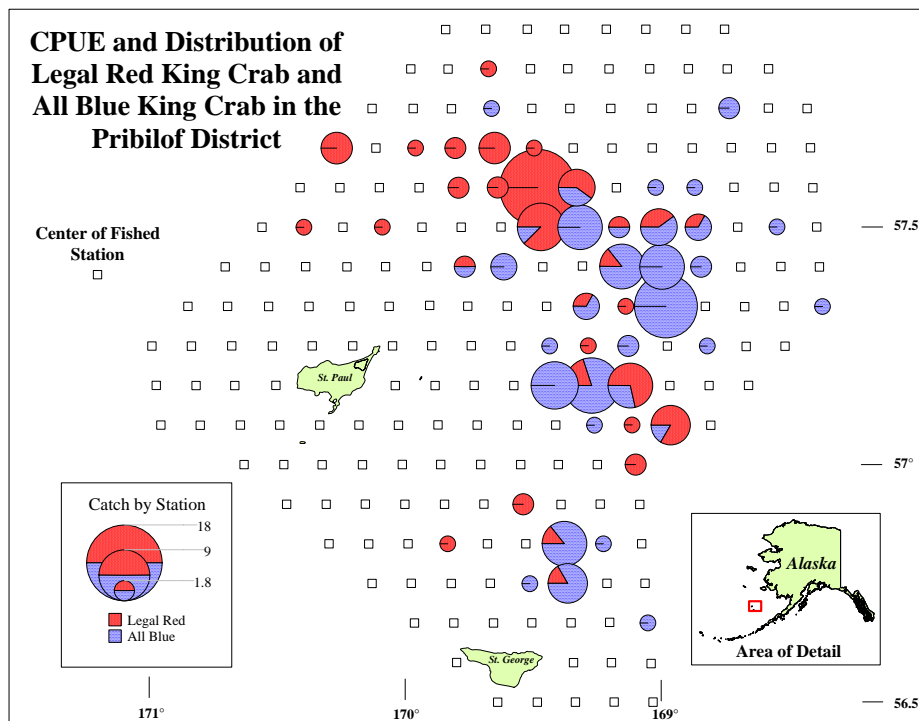 CPUE and Distribution of
Legal Red King Crab and
All Blue King Crab in the
Pribilof District
Center of Fished
Station
57.5
St. Paul
57°
Catch by Station
18
9
1.8
Legal Red
All Blue
Alaska
Area of Detail
St. George
56.5
171°
170°
169°